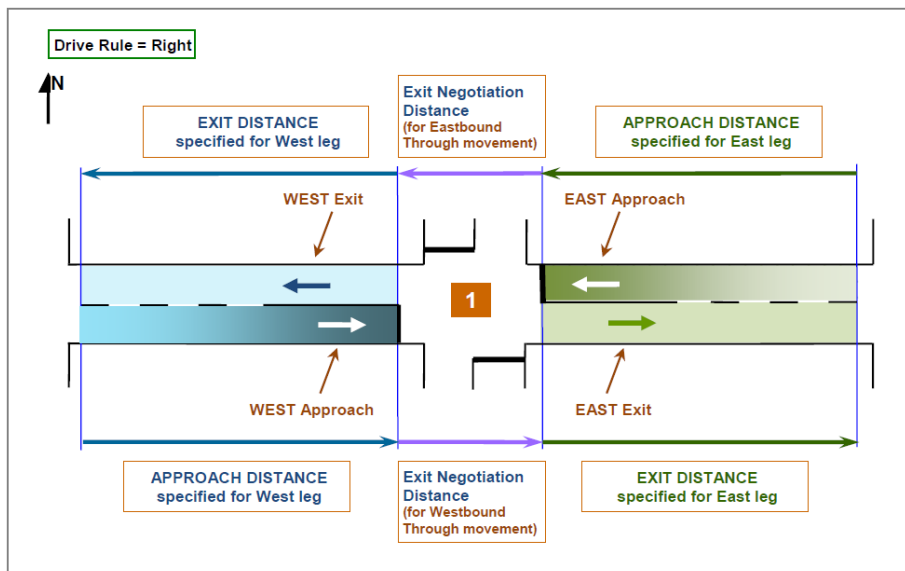 Drive Rule = Right
N
EXIT DISTANCE
specified for West leg
Exit Negotiation
Distance
(for Eastbound
Through movement)
APPROACH DISTANCE
specified for East leg
WEST Exit
EAST Approach
1
WEST Approach
EAST Exit
APPROACH DISTANCE
specified for West leg
Exit Negotiation
Distance
(for Westbound
Through movement)
EXIT DISTANCE
specified for East leg